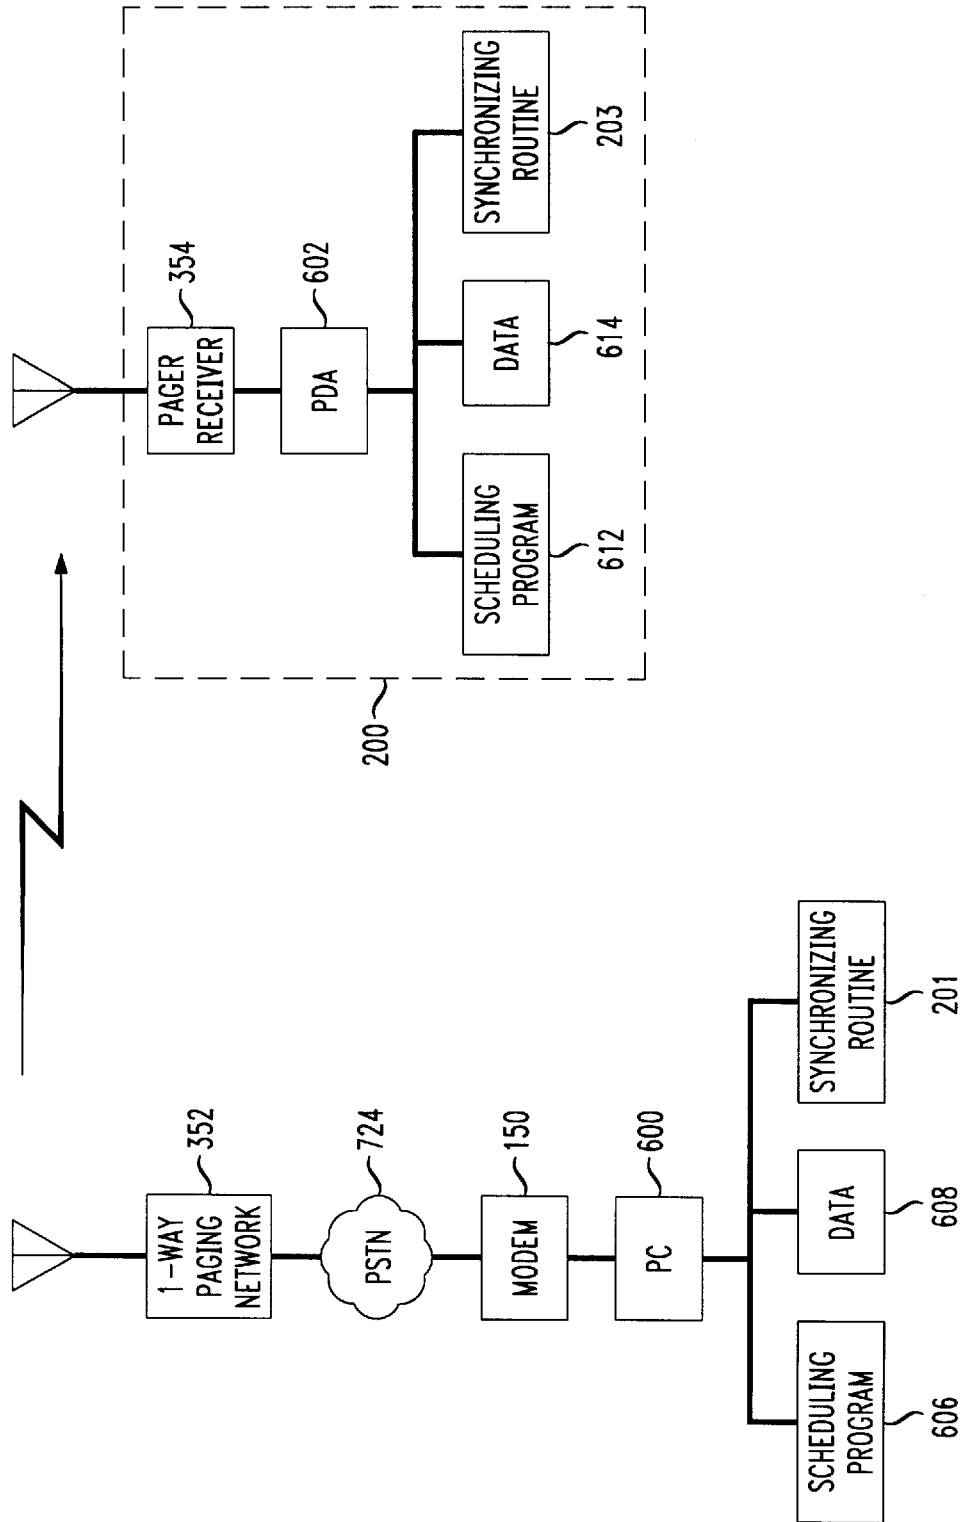 1-WAY
PAGING
NETWORK
352
PSTN
724
MODEM
150
PC
600
SCHEDULING
PROGRAM
606
DATA
608
SYNCHRONIZING
ROUTINE
201
200
PAGER
RECEIVER
354
PDA
602
SCHEDULING
PROGRAM
612
DATA
614
SYNCHRONIZING
ROUTINE
203